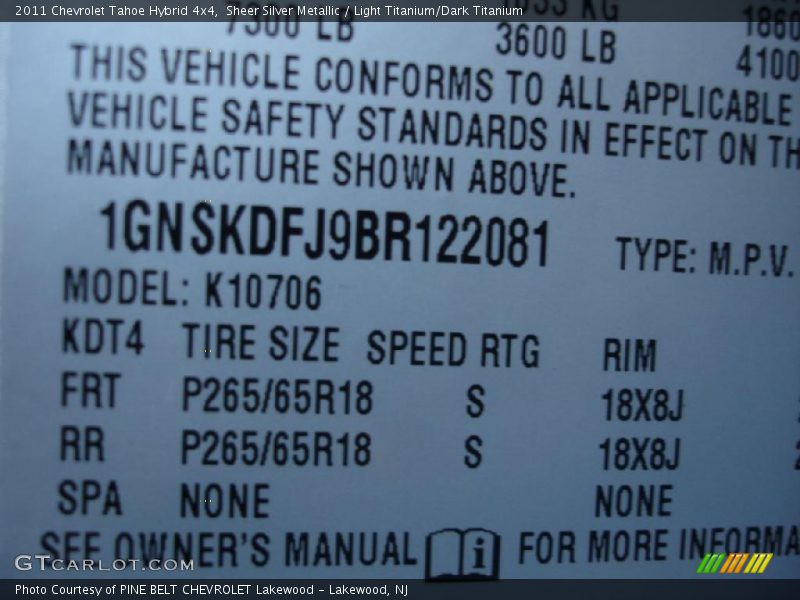 2011 Chevrolet Tahoe Hybrid 4x4,  Sheer Silver Metallic / Light Titanium/Dark Titanium
7300 LB 3600 LB 4100
THIS VEHICLE CONFORMS TO ALL APPLICABLE
VEHICLE SAFETY STANDARDS IN EFFECT ON TH
MANUFACTURE SHOWN ABOVE.
1GNSKDFJ9BR122081 TYPE: M.P.V.
MODEL: K10706
KDT4 TIRE SIZE SPEED RTG RIM
FRT P265/65R18 S 18X8J
RR P265/65R18 S 18X8J
SPA NONE NONE
SEE OWNER'S MANUAL i FOR MORE INFORMA
GTCARLOT.COM
Photo Courtesy of PINE BELT CHEVROLET Lakewood - Lakewood, NJ